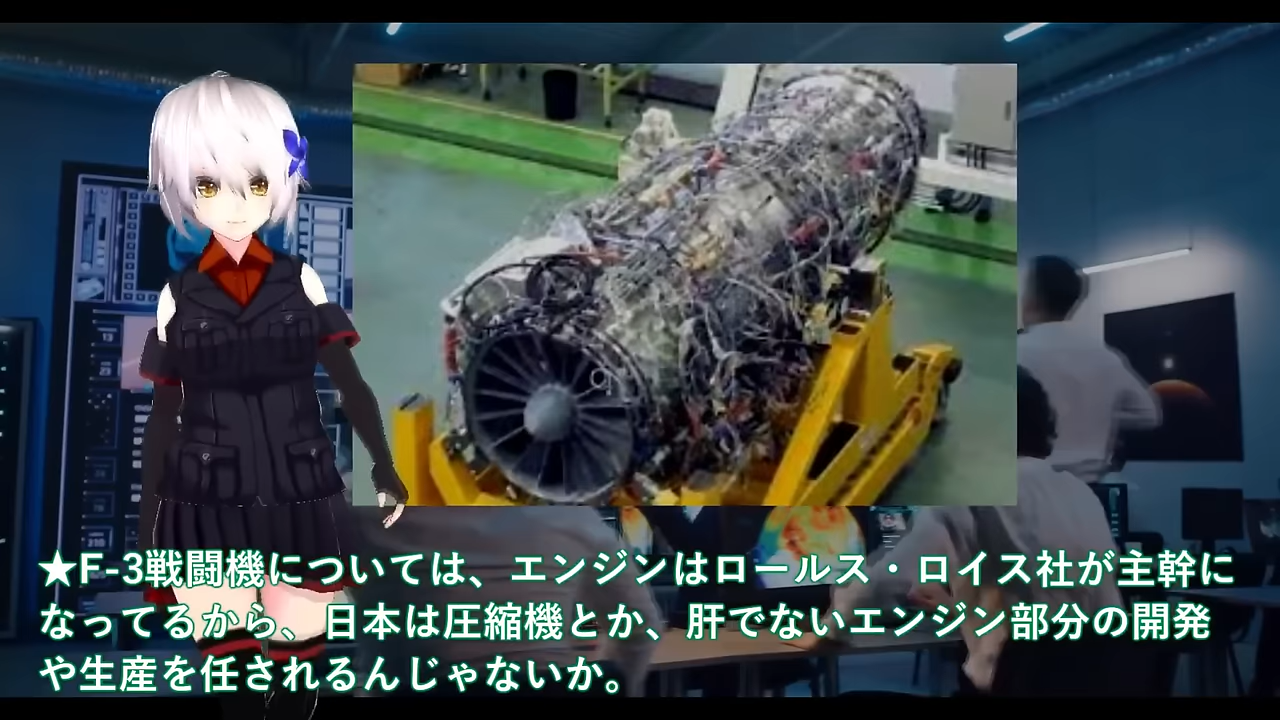 ★F-3戦闘機については、エンジンはロールス・ロイス社が主幹に
なってるから、日本は圧縮機とか、肝でないエンジン部分の開発
や生産を任されるんじゃないか。